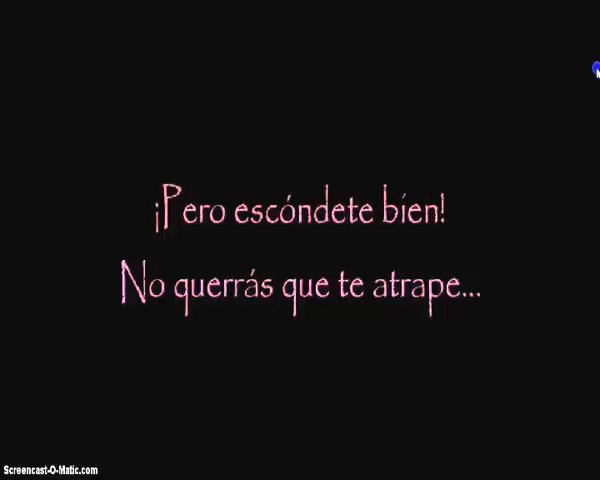 ¡Pero escóndete bien!
No querrás que te atrape...
Screencast-O-Matic.com